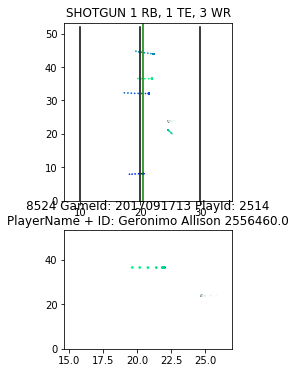 SHOTGUN 1 RB, 1 TE, 3 WR
50
40
30
20
10
0
10 20 30
8524 GameId: 2017091713 PlayId: 2514
PlayerName + ID: Geronimo Allison 2556460.0
40
20
0
15.0 17.5 20.0 22.5 25.0